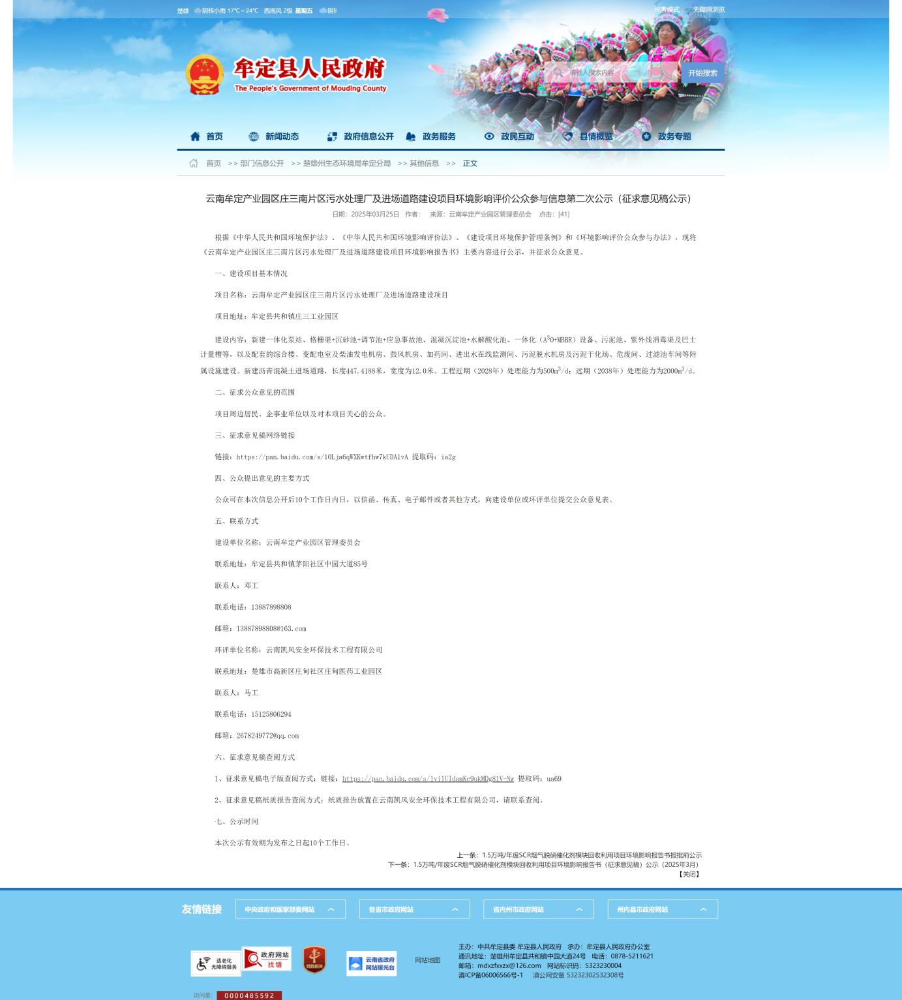 楚雄 阴转小雨 17℃～24℃ 西南风 2级 星期五 阴转
长者模式 无障碍浏览
牟定县人民政府
The People's Government of Mouding County
请输入搜索内容 开始搜索
首页 新闻动态 政府信息公开 政务服务 政民互动 县情概览 政务专题
首页 >> 部门信息公开 >> 楚雄州生态环境局牟定分局 >> 其他信息 >> 正文
云南牟定产业园区庄三南片区污水处理厂及进场道路建设项目环境影响评价公众参与信息第二次公示（征求意见稿公示）
日期：2025年03月25日 作者： 来源：云南牟定产业园区管理委员会 点击：[41]
根据《中华人民共和国环境保护法》、《中华人民共和国环境影响评价法》、《建设项目环境保护管理条例》和《环境影响评价公众参与办法》，现将
《云南牟定产业园区庄三南片区污水处理厂及进场道路建设项目环境影响报告书》主要内容进行公示，并征求公众意见。
一、建设项目基本情况
项目名称：云南牟定产业园区庄三南片区污水处理厂及进场道路建设项目
项目地址：牟定县共和镇庄三工业园区
建设内容：新建一体化泵站、格栅渠+沉砂池+调节池+应急事故池、混凝沉淀池+水解酸化池、一体化（A³O+MBBR）设备、污泥池、紫外线消毒渠及巴士
计量槽等，以及配套的综合楼、变配电室及柴油发电机房、鼓风机房、加药间、进出水在线监测间、污泥脱水机房及污泥干化场、危废间、过滤池车间等附
属设施建设。新建沥青混凝土进场道路，长度447.4188米，宽度为12.0米。工程近期（2028年）处理能力为500m³/d；远期（2038年）处理能力为2000m³/d。
二、征求公众意见的范围
项目周边居民、企事业单位以及对本项目关心的公众。
三、征求意见稿网络链接
链接：https://pan.baidu.com/s/10Lja6qWXKwtfhw7kUDAlvA 提取码：ia2g
四、公众提出意见的主要方式
公众可在本次信息公开后10个工作日内日，以信函、传真、电子邮件或者其他方式，向建设单位或环评单位提交公众意见表。
五、联系方式
建设单位名称：云南牟定产业园区管理委员会
联系地址：牟定县共和镇茅阳社区中园大道85号
联系人：邓工
联系电话：13887898808
邮箱：13887898808@163.com
环评单位名称：云南凯风安全环保技术工程有限公司
联系地址：楚雄市高新区庄甸社区庄甸医药工业园区
联系人：马工
联系电话：15125806294
邮箱：2678249772@qq.com
六、征求意见稿查阅方式
1、征求意见稿电子版查阅方式：链接：https://pan.baidu.com/s/1vi1UIdamKc9ukMDg81V-Nw 提取码：ua69
2、征求意见稿纸质报告查阅方式：纸质报告放置在云南凯风安全环保技术工程有限公司，请联系查阅。
七、公示时间
本次公示有效期为发布之日起10个工作日。
上一条：1.5万吨/年废SCR烟气脱硝催化剂模块回收利用项目环境影响报告书报批前公示
下一条：1.5万吨/年废SCR烟气脱硝催化剂模块回收利用项目环境影响报告书（征求意见稿）公示（2025年3月）
【关闭】
友情链接 中央政府和国家部委网站 各省市政府网站 省内州市政府网站 州内县市政府网站
适老化
无障碍服务
政府网站
找错
党政机关
云南省政府
网站曝光台
网站地图
主办：中共牟定县委 牟定县人民政府 承办：牟定县人民政府办公室
通讯地址：楚雄州牟定县共和镇中园大道24号 电话：0878-5211621
邮箱：mdxzfxxzx@126.com 网站标识码：5323230004
滇ICP备06006566号-1 滇公网安备 53232302532308号
访问量： 0000485592